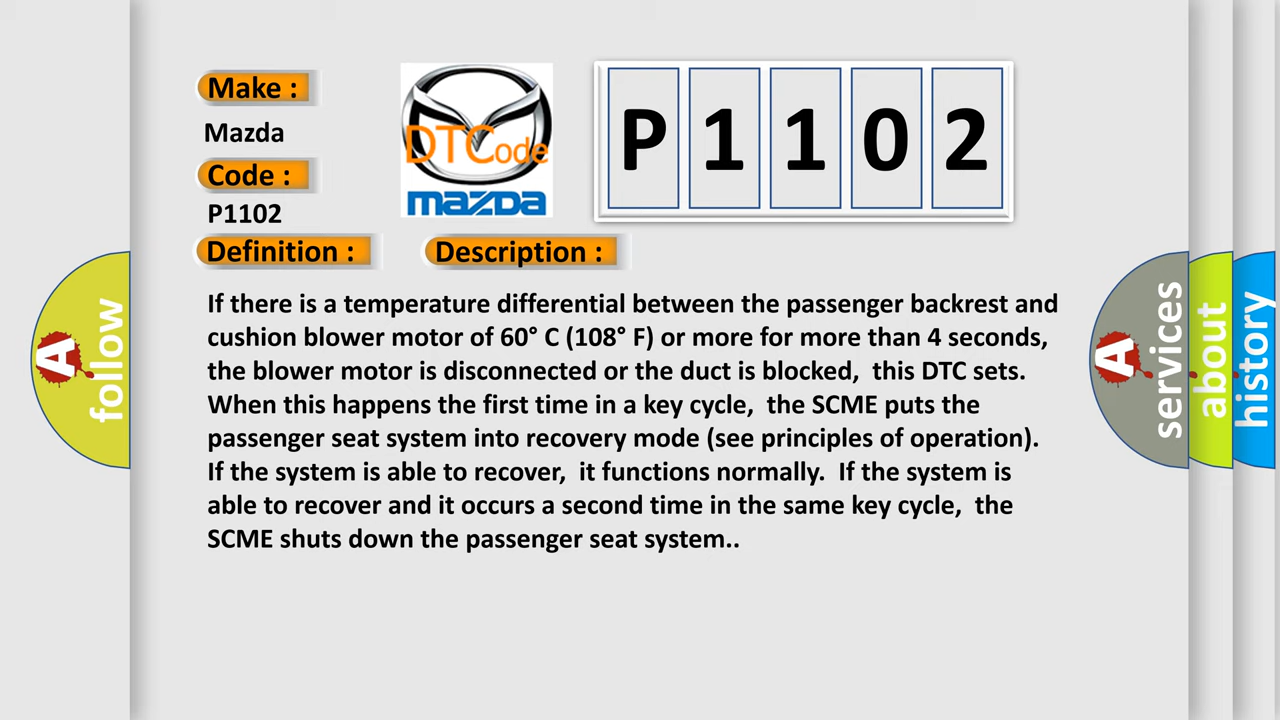 Make :
Mazda
Code :
P1102
Definition :
Description :
DTCode
mazda
P1102
If there is a temperature differential between the passenger backrest and
cushion blower motor of 60° C (108° F) or more for more than 4 seconds,
the blower motor is disconnected or the duct is blocked, this DTC sets.
When this happens the first time in a key cycle, the SCME puts the
passenger seat system into recovery mode (see principles of operation).
If the system is able to recover, it functions normally. If the system is
able to recover and it occurs a second time in the same key cycle, the
SCME shuts down the passenger seat system..
A follow
A services
about
history